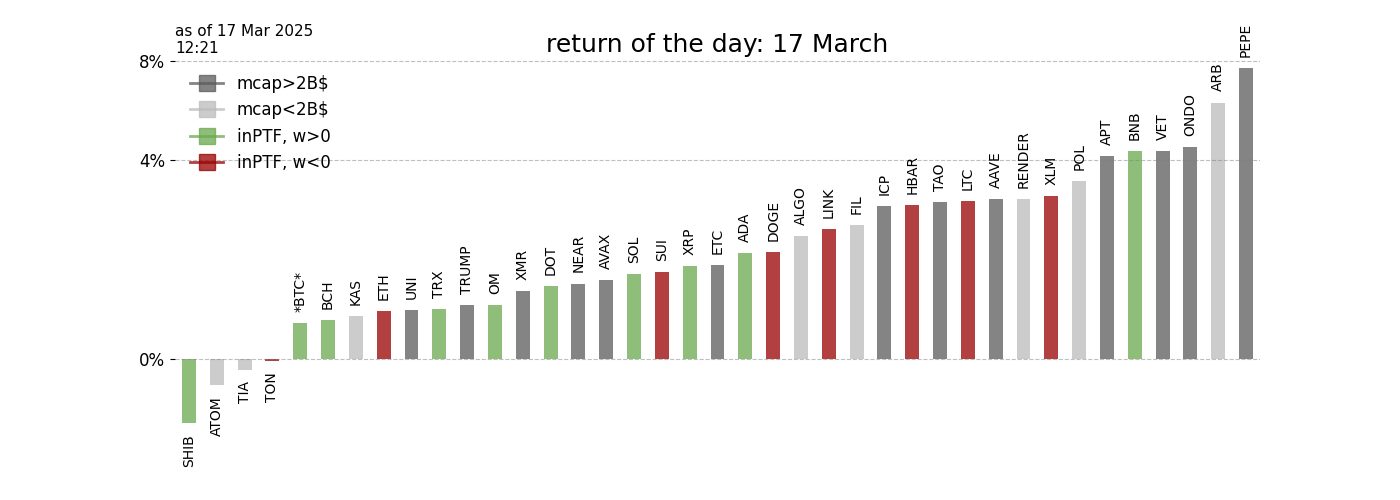 as of 17 Mar 2025
12:21
return of the day: 17 March
8%
4%
0%
mcap>2B$
mcap<2B$
inPTF, w>0
inPTF, w<0
SHIB
ATOM
TIA
TON
*BTC*
BCH
KAS
ETH
UNI
TRX
TRUMP
OM
XMR
DOT
NEAR
AVAX
SOL
SUI
XRP
ETC
ADA
DOGE
ALGO
LINK
FIL
ICP
HBAR
TAO
LTC
AAVE
RENDER
XLM
POL
APT
BNB
VET
ONDO
ARB
PEPE